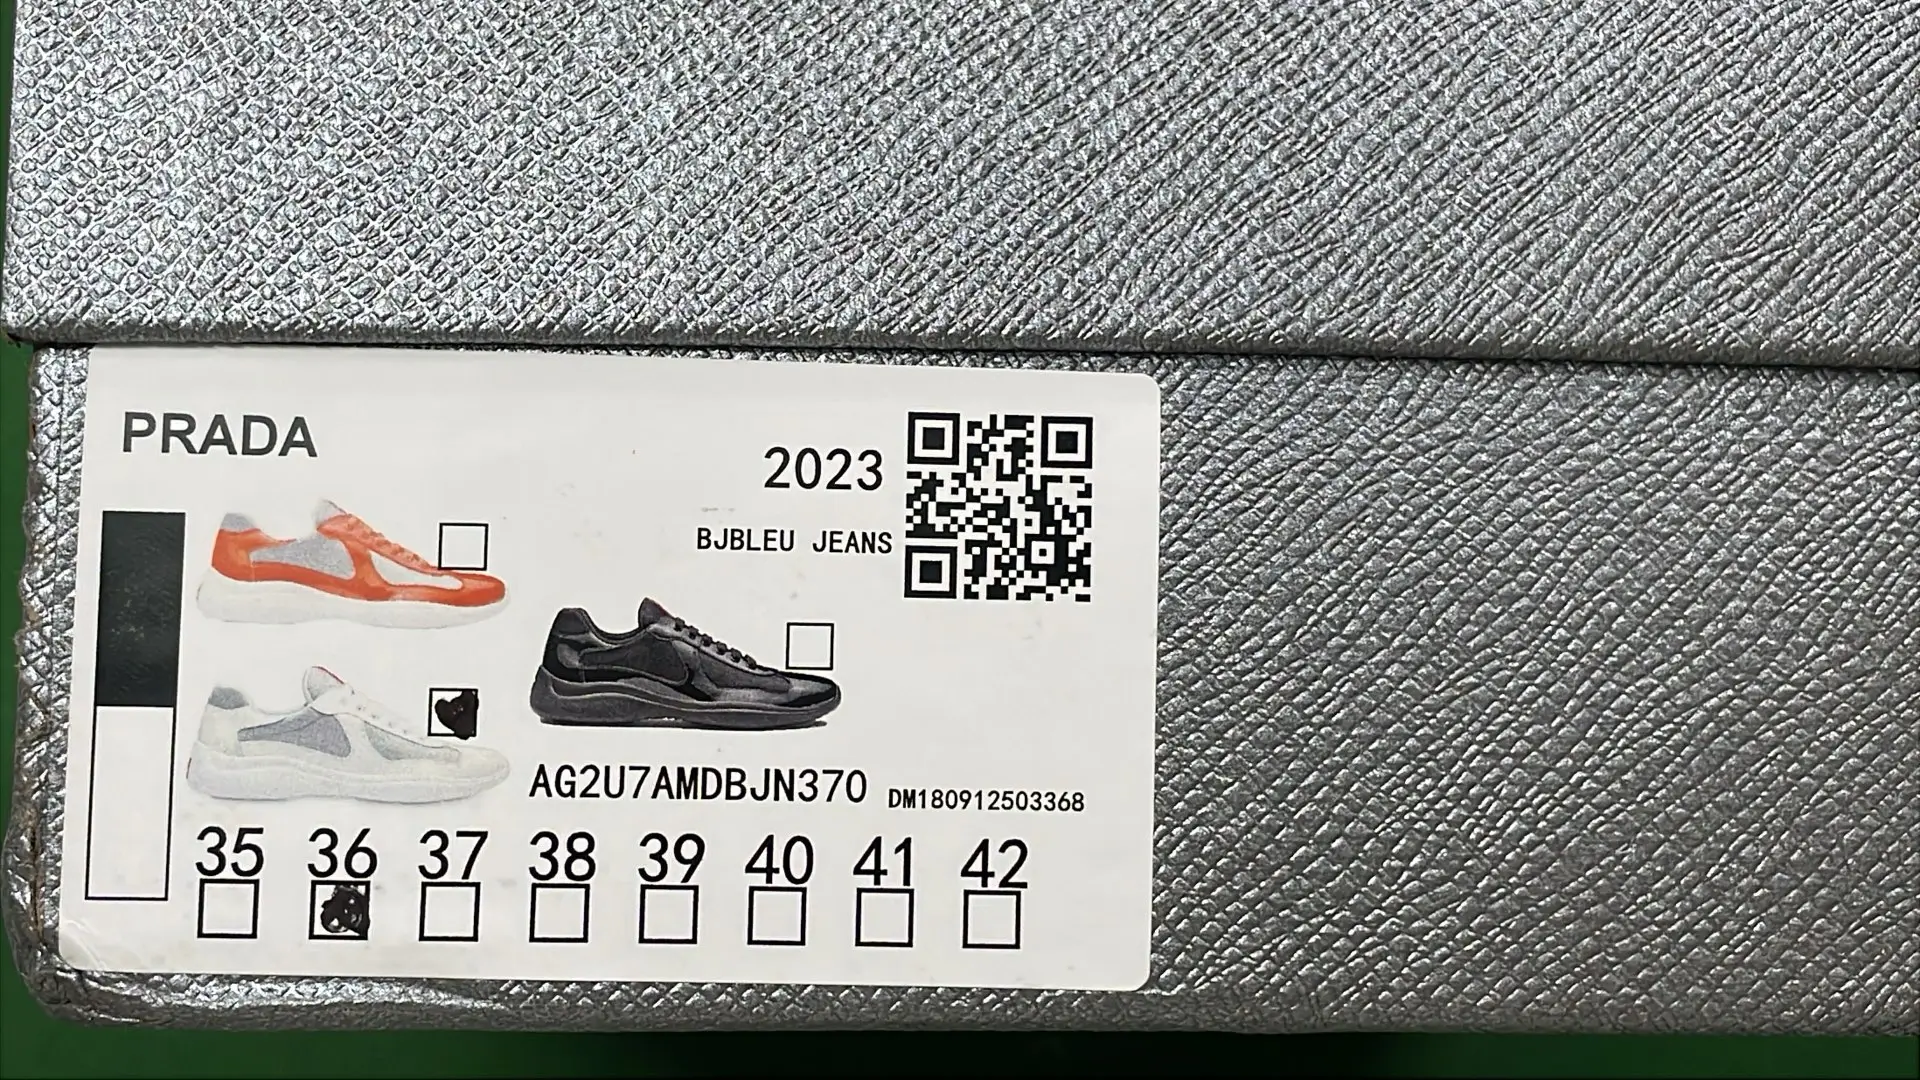 PRADA
2023
BJBLEU JEANS
AG2U7AMDBJN370 DM180912503368
35 36 37 38 39 40 41 42